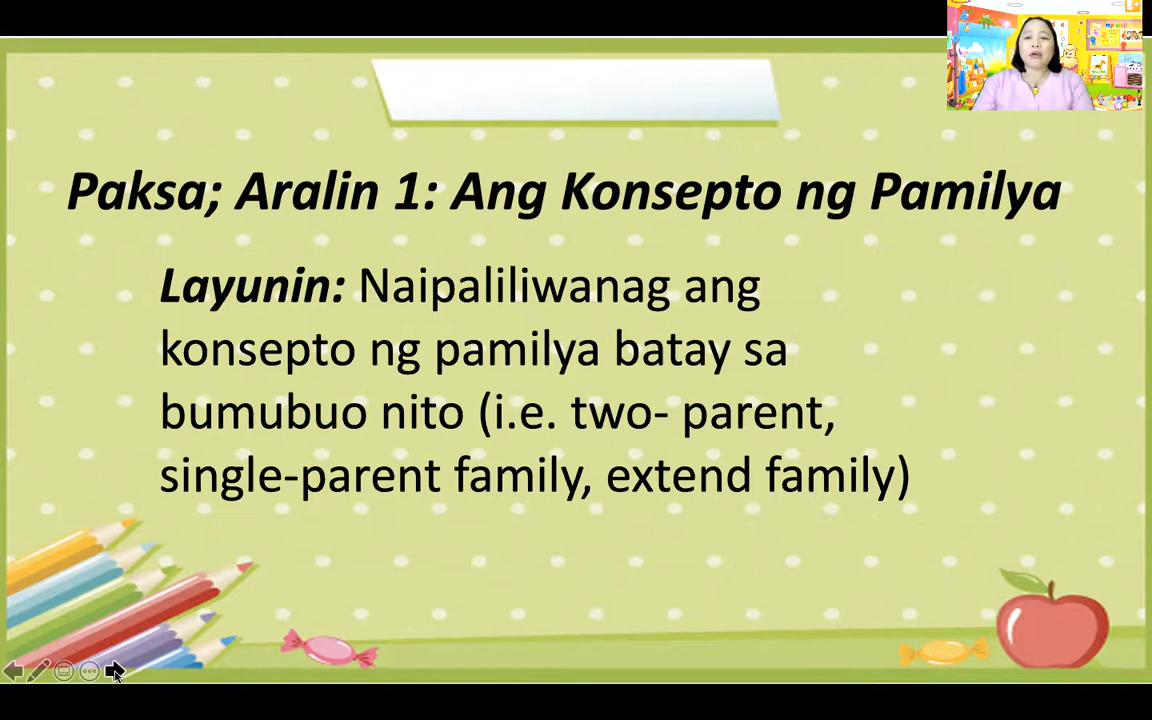 Paksa; Aralin 1: Ang Konsepto ng Pamilya
Layunin: Naipaliliwanag ang
konsepto ng pamilya batay sa
bumubuo nito (i.e. two- parent,
single-parent family, extend family)